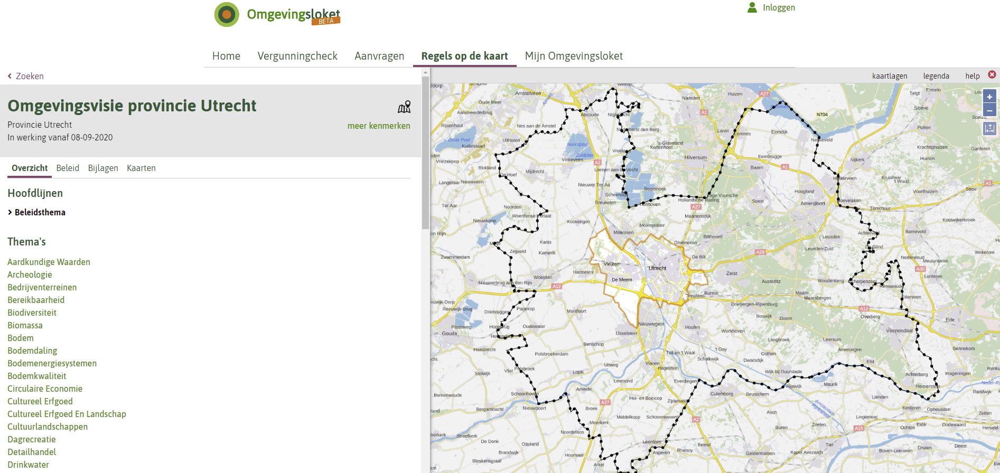 Omgevingsloket
BETA
Inloggen
Home Vergunningcheck Aanvragen Regels op de kaart Mijn Omgevingsloket
Zoeken
kaartlagen legenda help
Omgevingsvisie provincie Utrecht
Provincie Utrecht
meer kenmerken
In werking vanaf 08-09-2020
Overzicht Beleid Bijlagen Kaarten
Hoofdlijnen
Beleidsthema
Thema's
Aardkundige Waarden
Archeologie
Bedrijventerreinen
Bereikbaarheid
Biodiversiteit
Biomassa
Bodem
Bodemdaling
Bodemenergiesystemen
Bodemkwaliteit
Circulaire Economie
Cultureel Erfgoed
Cultureel Erfgoed En Landschap
Cultuurlandschappen
Dagrecreatie
Detailhandel
Drinkwater
Weesp
Amstelveen
Oude Meer
Amstel
Naarden
Huizen
A27
Telgt
Ermelo
Aalsmeerderbrug
Abcoude
A1
N704
Siberie
Rijsenhout
Nes aan de Amstel
Nederhorst den Berg
Laren
Eemnes
Eemdijk
Putten
Grote Poel
Kudelstaart
Uithoorn
Noordplas
Zuidplas
's-Graveland
Kortenhoef
Nekkeveld
Krachtighuizen
Garderen
Vriezekoop
Vinkeveen
Vreeland
Hilversum
Eembrugge
Nijkerk
Huinen
Blokland
De Hoef
Mijdrecht
A2
Loenen aan de Vecht
Baarn
A1
Langeraar
Nieuwveen
Nieuwer Ter Aa
Boomhoek
Hoogland
Kruishaar
't Woud
Voorthuizen
Stroe
A1
Ter Aar
Noorden
Breukelen
Scheendijk
Hollandsche Rading
Lage Vuursche
A27
Soest
Amersfoort
Hoevelaken
Terschuur
Nieuwkoop
Woerdense Verlaat
Kockengen
Maartensdijk
Kootwijkerbroek
Molenpolder
Maarssen
Bilthoven
Leusden
Achterveld
Barneveld
Kanis
Groenekan
Leusden-Zuid
De Glind
Zegveld
Kamerik
De Bilt
A28
Wekerom
Zwammerdam
Vleuten
Utrecht
Nederwoud
Meulunteren
A30
Harmelen
De Meern
Zeist
Austerlitz
Woudenberg
Scherpenzeel
Renswoude
Lunteren
Woerden
Nieuwerbrug aan den Rijn
A12
Vechten
Bunnik
Maarn
Maarsbergen
Ederveen
Reeuwijk-Brug
Papekop
Driebruggen
Montfoort
Driebergen-Rijsenburg
A12
Boswijk
Doorn
Overberg
Ede
Platteweg
Gouda
Oudewater
Nieuwegein
IJsselstein
Houten
Werkhoven
Langbroek
Leersum
Veenendaal
Haastrecht
Benschop
Polsbroekerdam
Tull en 't Waal
't Goy
Cothen
Amerongen
Bennekom
Schalkwijk
Dwarsdijk
Elst
Vlist
Polsbroek
Uitweg
Vianen
Hagestein
Stolwijk
Lopik
Lexmond
Everdingen
Wijk bij Duurstede
Rijswijk
Maurik
Achterberg
Wageningen
Berkenwoude
Schoonhoven
Ameide
Hei- en Boeicop
Zijderveld
Culemborg
Beusichem
Lienden
Heimerstein
Randwijk
Bergambacht
Nieuwpoort
Broek
A27
Amsterdam-
Rijnkanaal
Kesteren
Opheusden
Zetten
Middelkoop
Schoonrewoerd
A2
Asch
Lingemeer
Meerkerk
Buren
Zoelen
A15
Ochten
Eldik
Dodewaard
Streefkerk
Noordeloos
De Donk
Ottoland
Leerdam
Beesd
Tiel
Deest
Brandwijk
Hoornaar
Asperen
Rhenoy
Geldermalsen
Kapel Avezaath
Boven-Leeuwen
Druten
Bleskensgraaf
Arkel